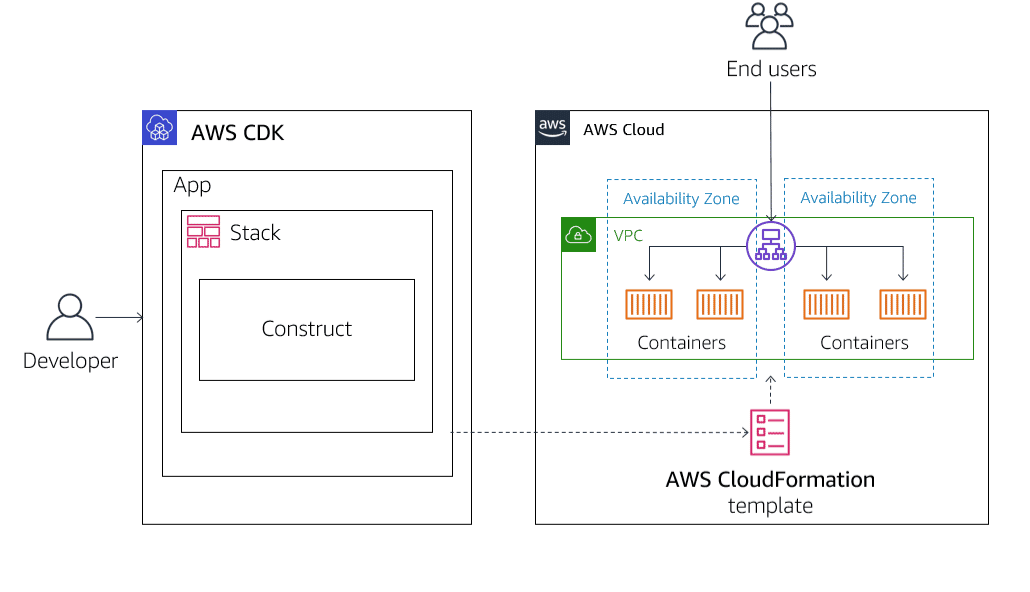 End users
AWS CDK
aws
AWS Cloud
App
Availability Zone
Availability Zone
Stack
VPC
Construct
Containers
Containers
Developer
AWS CloudFormation
template